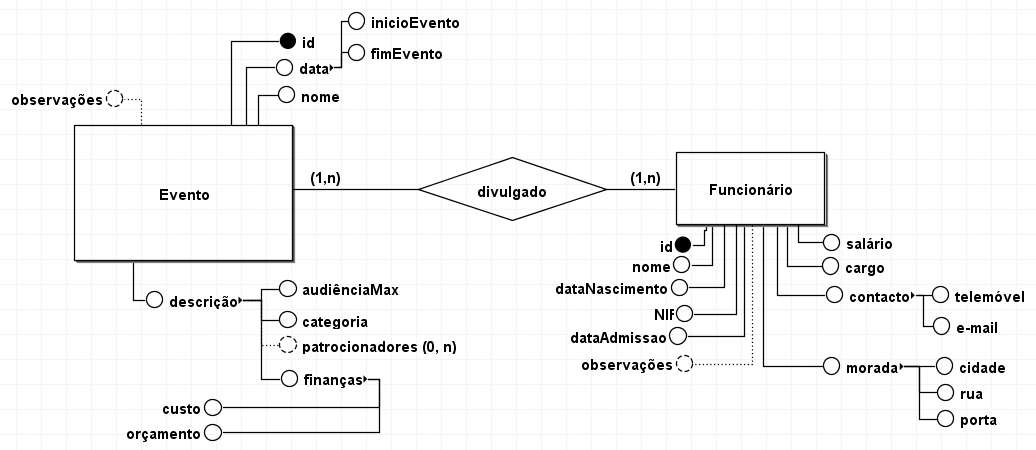 inicioEvento
id
fimEvento
data
nome
observações
Evento
(1,n)
divulgado
(1,n)
Funcionário
id
nome
dataNascimento
NIF
dataAdmissao
observações
salário
cargo
contacto
telemóvel
e-mail
morada
cidade
rua
porta
descrição
audiênciaMax
categoria
patrocionadores (0, n)
finanças
custo
orçamento